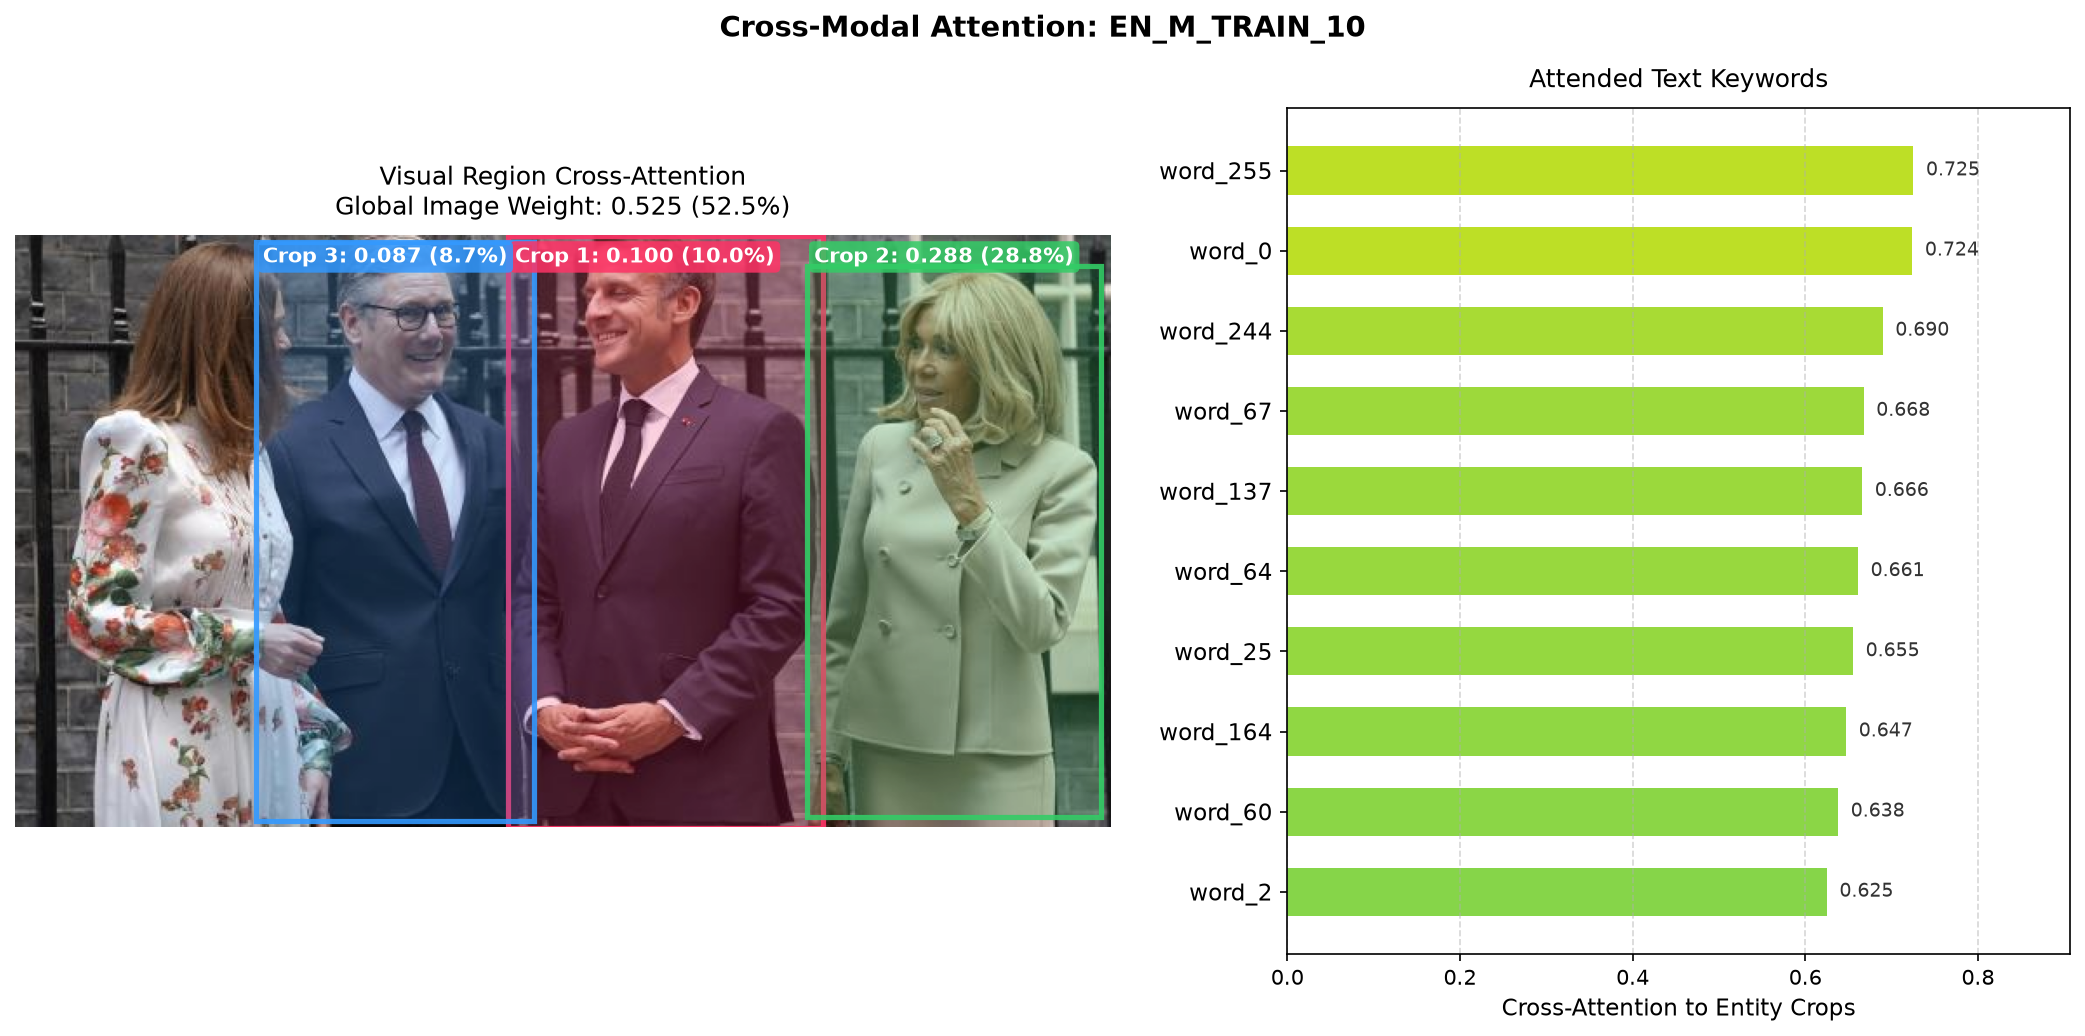 Cross-Modal Attention: EN_M_TRAIN_10
Visual Region Cross-Attention
Global Image Weight: 0.525 (52.5%)
Crop 3: 0.087 (8.7%)
Crop 1: 0.100 (10.0%)
Crop 2: 0.288 (28.8%)
Attended Text Keywords
word_255 0.725
word_0 0.724
word_244 0.690
word_67 0.668
word_137 0.666
word_64 0.661
word_25 0.655
word_164 0.647
word_60 0.638
word_2 0.625
0.0 0.2 0.4 0.6 0.8
Cross-Attention to Entity Crops